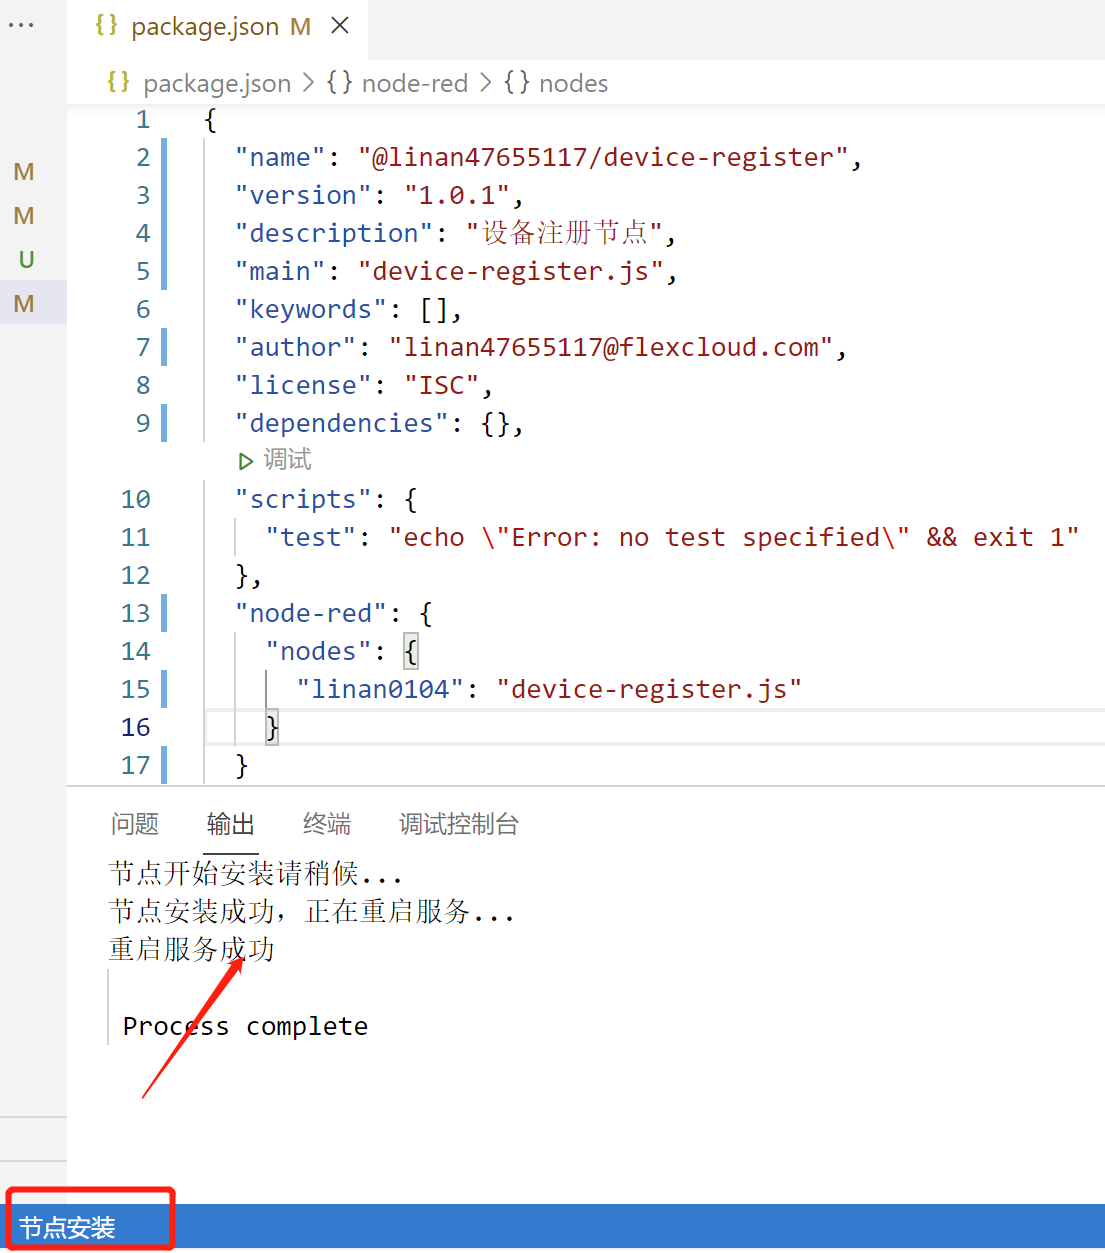 ···
{} package.json M ×
{} package.json > {} node-red > {} nodes
M
M
U
M
1 {
2 "name": "@linan47655117/device-register",
3 "version": "1.0.1",
4 "description": "设备注册节点",
5 "main": "device-register.js",
6 "keywords": [],
7 "author": "linan47655117@flexcloud.com",
8 "license": "ISC",
9 "dependencies": {},
调试
10 "scripts": {
11 "test": "echo \"Error: no test specified\" && exit 1"
12 },
13 "node-red": {
14 "nodes": {
15 "linan0104": "device-register.js"
16 }
17 }
问题 输出 终端 调试控制台
节点开始安装请稍候...
节点安装成功，正在重启服务...
重启服务成功
Process complete
节点安装